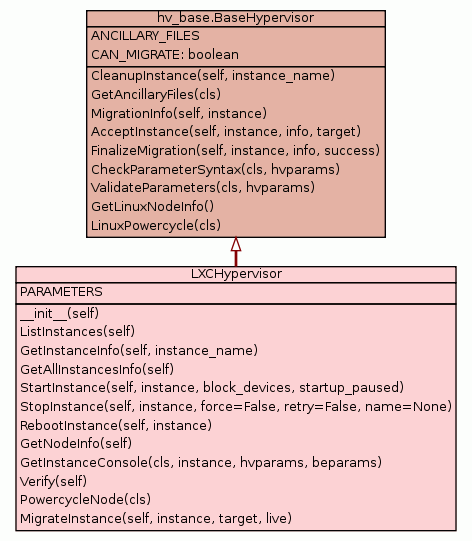 hv_base.BaseHypervisor
ANCILLARY_FILES
CAN_MIGRATE: boolean
CleanupInstance(self, instance_name)
GetAncillaryFiles(cls)
MigrationInfo(self, instance)
AcceptInstance(self, instance, info, target)
FinalizeMigration(self, instance, info, success)
CheckParameterSyntax(cls, hvparams)
ValidateParameters(cls, hvparams)
GetLinuxNodeInfo()
LinuxPowercycle(cls)
LXCHypervisor
PARAMETERS
__init__(self)
ListInstances(self)
GetInstanceInfo(self, instance_name)
GetAllInstancesInfo(self)
StartInstance(self, instance, block_devices, startup_paused)
StopInstance(self, instance, force=False, retry=False, name=None)
RebootInstance(self, instance)
GetNodeInfo(self)
GetInstanceConsole(cls, instance, hvparams, beparams)
Verify(self)
PowercycleNode(cls)
MigrateInstance(self, instance, target, live)